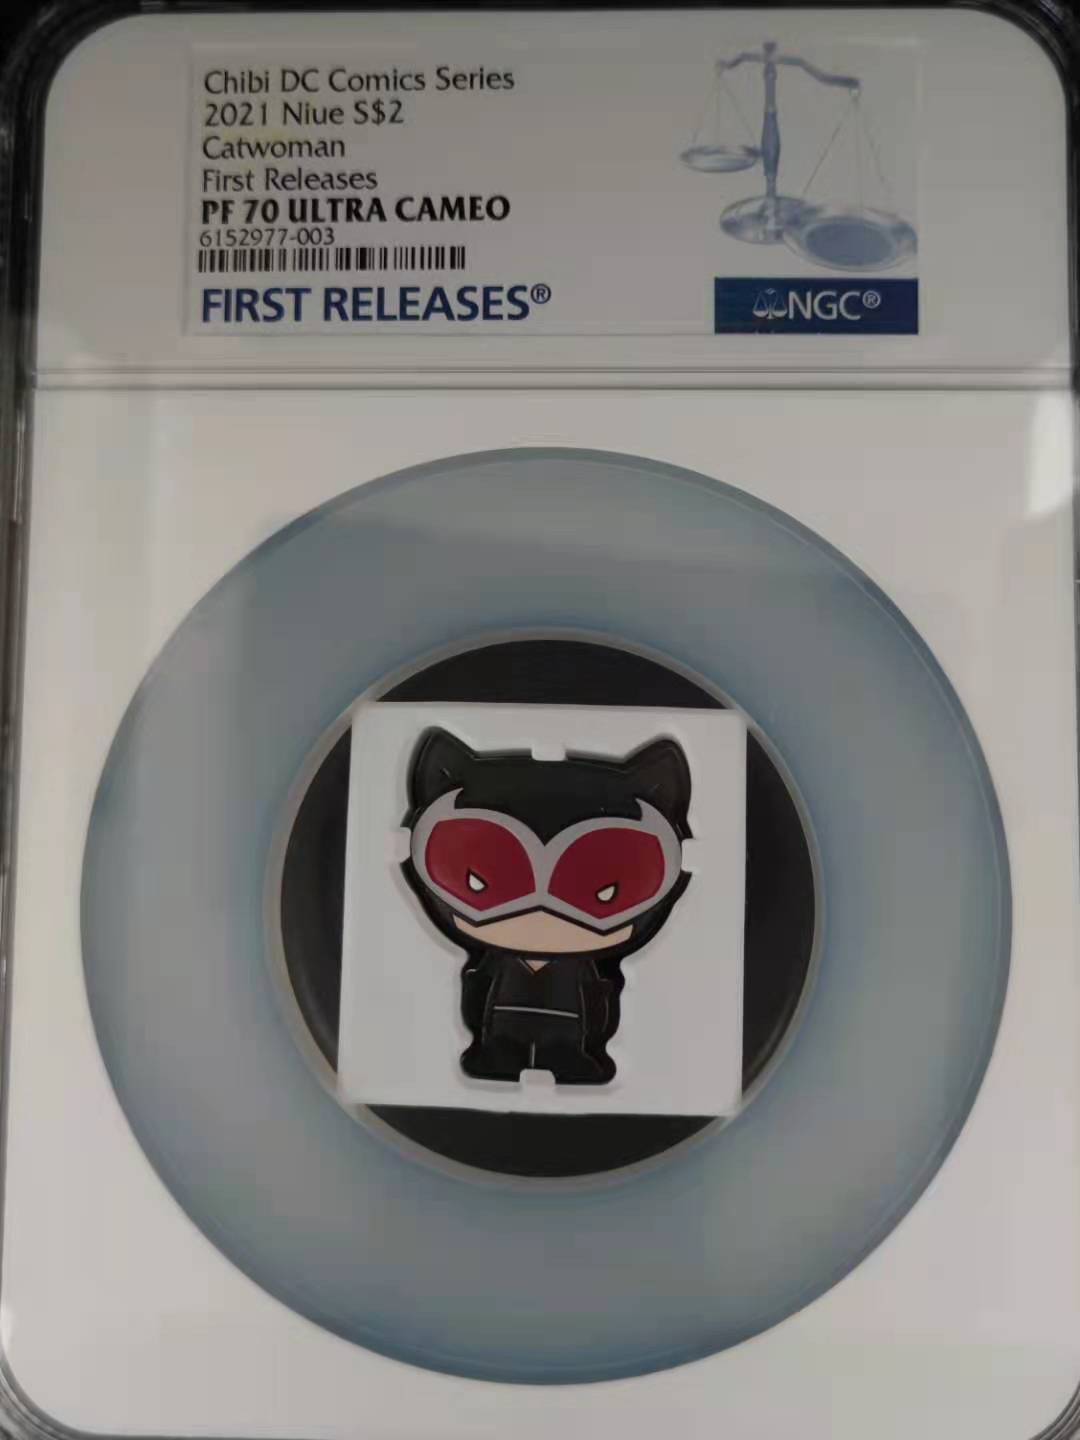 Chibi DC Comics Series
2021 Niue S$2
Catwoman
First Releases
PF 70 ULTRA CAMEO
6152977-003
FIRST RELEASES®
NGC®